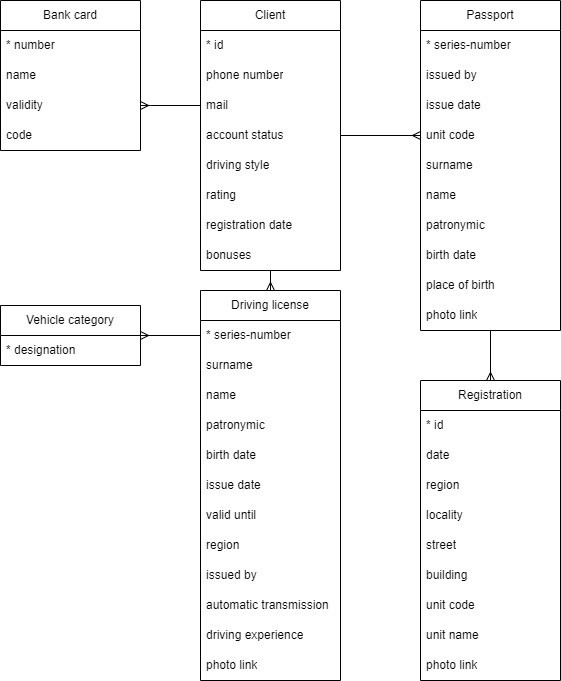 Bank card
* number
name
validity
code
Client
* id
phone number
mail
account status
driving style
rating
registration date
bonuses
Passport
* series-number
issued by
issue date
unit code
surname
name
patronymic
birth date
place of birth
photo link
Vehicle category
* designation
Driving license
* series-number
surname
name
patronymic
birth date
issue date
valid until
region
issued by
automatic transmission
driving experience
photo link
Registration
* id
date
region
locality
street
building
unit code
unit name
photo link